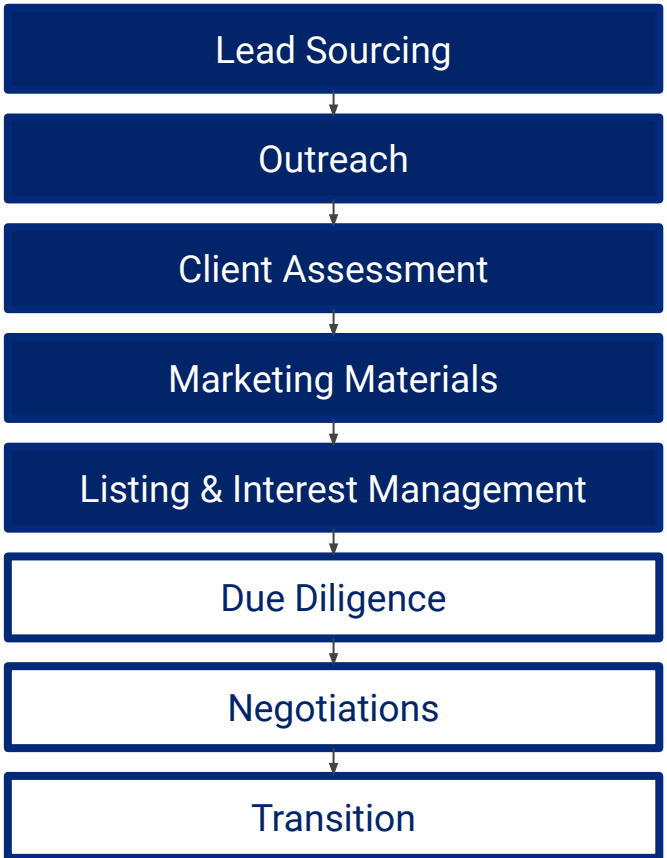 Lead Sourcing
Outreach
Client Assessment
Marketing Materials
Listing & Interest Management
Due Diligence
Negotiations
Transition